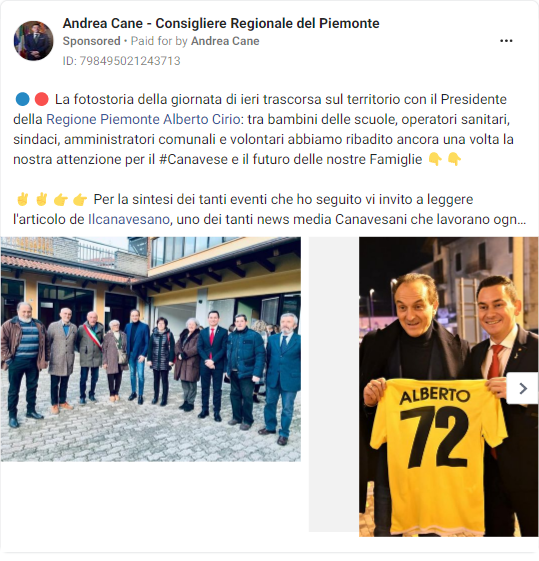 Andrea Cane - Consigliere Regionale del Piemonte
Sponsored • Paid for by Andrea Cane
ID: 798495021243713
🔵 🔴 La fotostoria della giornata di ieri trascorsa sul territorio con il Presidente
della Regione Piemonte Alberto Cirio: tra bambini delle scuole, operatori sanitari,
sindaci, amministratori comunali e volontari abbiamo ribadito ancora una volta la
nostra attenzione per il #Canavese e il futuro delle nostre Famiglie 👇 👇
✌ ✌ 👉 👉 Per la sintesi dei tanti eventi che ho seguito vi invito a leggere
l'articolo de Ilcanavesano, uno dei tanti news media Canavesani che lavorano ogn...
ALBERTO
72